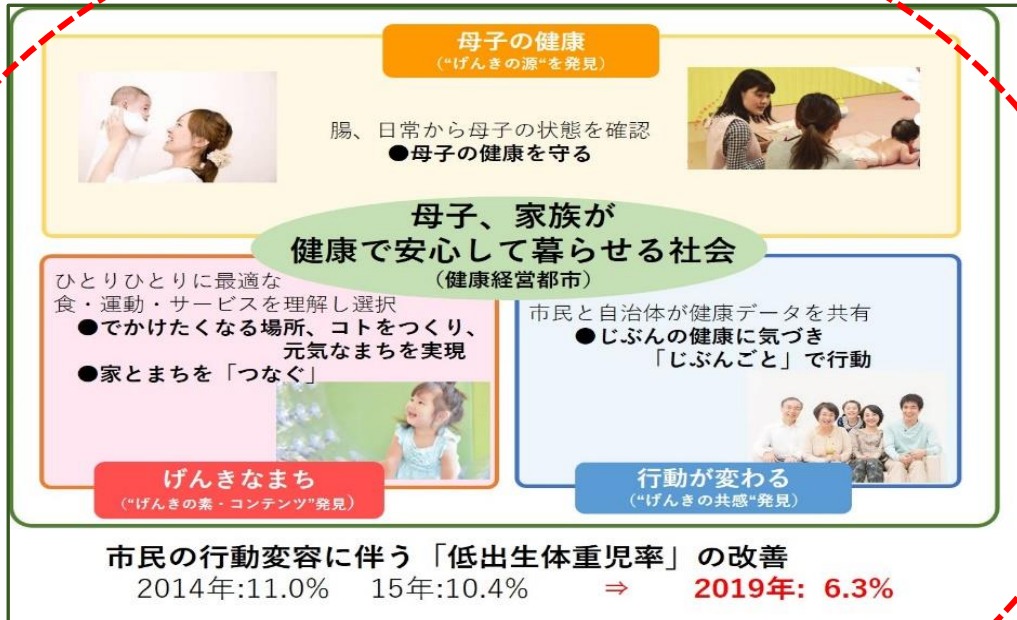 母子の健康
(“げんきの源“を発見)
腸、日常から母子の状態を確認
●母子の健康を守る
母子、家族が
健康で安心して暮らせる社会
(健康経営都市)
ひとりひとりに最適な
食・運動・サービスを理解し選択
●でかけたくなる場所、コトをつくり、
元気なまちを実現
●家とまちを「つなぐ」
げんきなまち
(“げんきの素・コンテンツ”発見)
市民と自治体が健康データを共有
●じぶんの健康に気づき
「じぶんごと」で行動
行動が変わる
(“げんきの共感“発見)
市民の行動変容に伴う「低出生体重児率」の改善
2014年:11.0% 15年:10.4% ⇒ 2019年: 6.3%